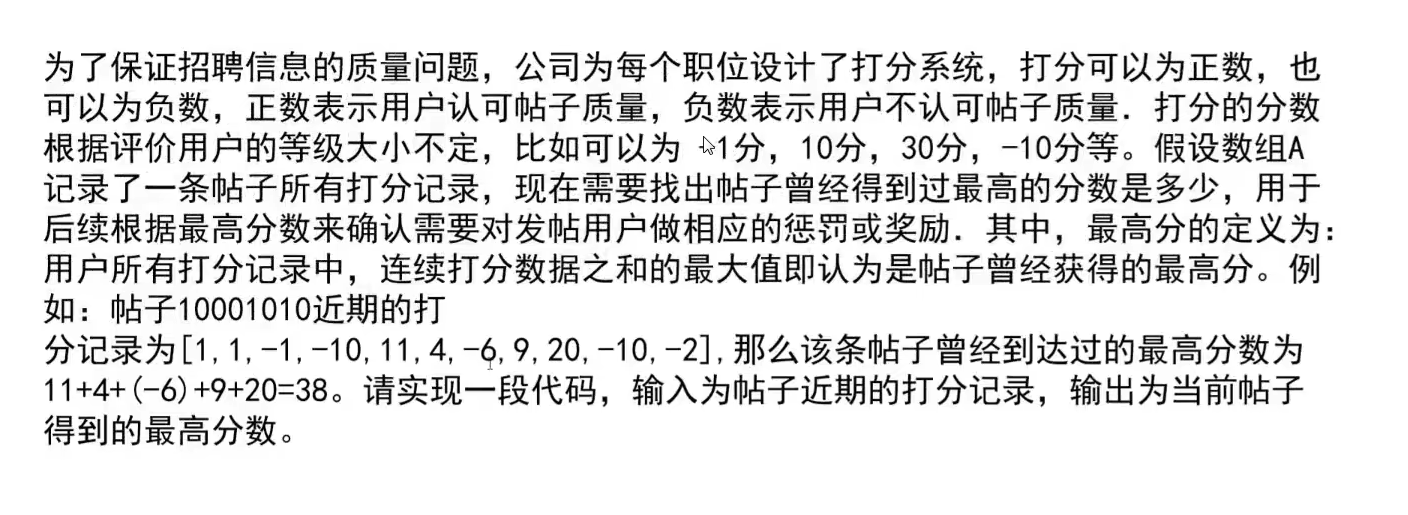 为了保证招聘信息的质量问题，公司为每个职位设计了打分系统，打分可以为正数，也
可以为负数，正数表示用户认可帖子质量，负数表示用户不认可帖子质量．打分的分数
根据评价用户的等级大小不定，比如可以为 -1分，10分，30分，-10分等。假设数组A
记录了一条帖子所有打分记录，现在需要找出帖子曾经得到过最高的分数是多少，用于
后续根据最高分数来确认需要对发帖用户做相应的惩罚或奖励．其中，最高分的定义为：
用户所有打分记录中，连续打分数据之和的最大值即认为是帖子曾经获得的最高分。例
如：帖子10001010近期的打
分记录为[1,1,-1,-10,11,4,-6,9,20,-10,-2],那么该条帖子曾经到达过的最高分数为
11+4+(-6)+9+20=38。请实现一段代码，输入为帖子近期的打分记录，输出为当前帖子
得到的最高分数。